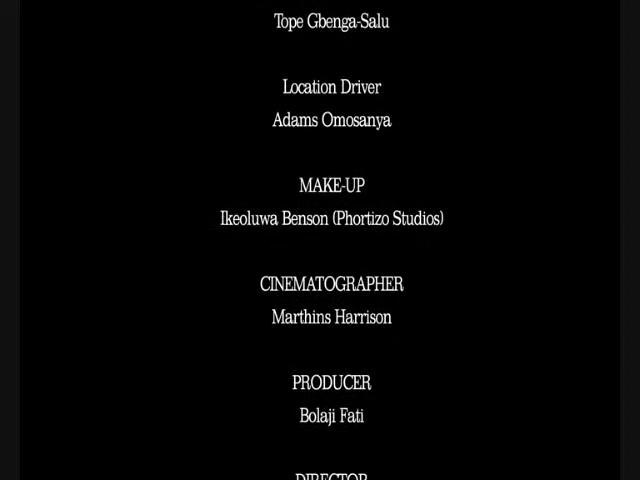 Tope Gbenga-Salu
Location Driver
Adams Omosanya
MAKE-UP
Ikeoluwa Benson (Phortizo Studios)
CINEMATOGRAPHER
Marthins Harrison
PRODUCER
Bolaji Fati
DIRECTOR